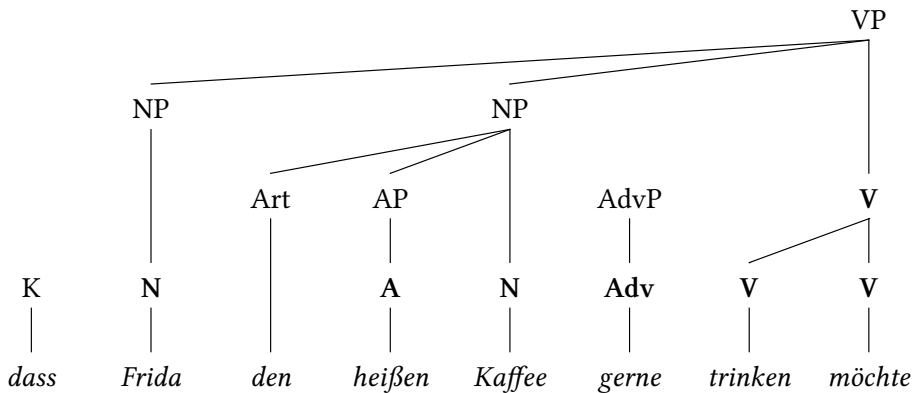 VP
NP NP
Art AP AdvP V
K N A N Adv V V
dass Frida den heißen Kaffee gerne trinken möchte